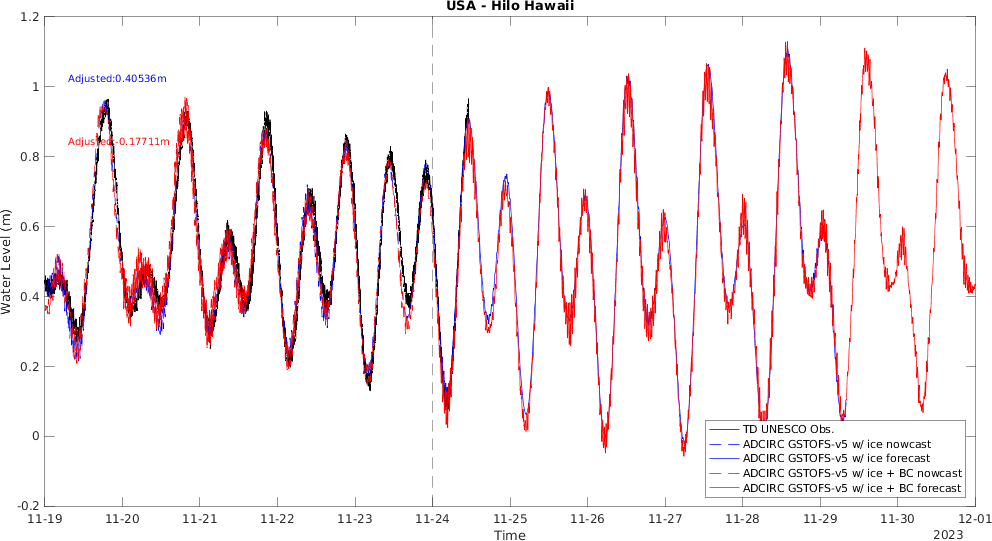 USA - Hilo Hawaii
1.2
1
0.8
0.6
0.4
0.2
0
-0.2
Water Level (m)
Adjusted:0.40536m
Adjusted:-0.17711m
TD UNESCO Obs.
ADCIRC GSTOFS-v5 w/ ice nowcast
ADCIRC GSTOFS-v5 w/ ice forecast
ADCIRC GSTOFS-v5 w/ ice + BC nowcast
ADCIRC GSTOFS-v5 w/ ice + BC forecast
11-19 11-20 11-21 11-22 11-23 11-24 11-25 11-26 11-27 11-28 11-29 11-30 12-01
Time
2023